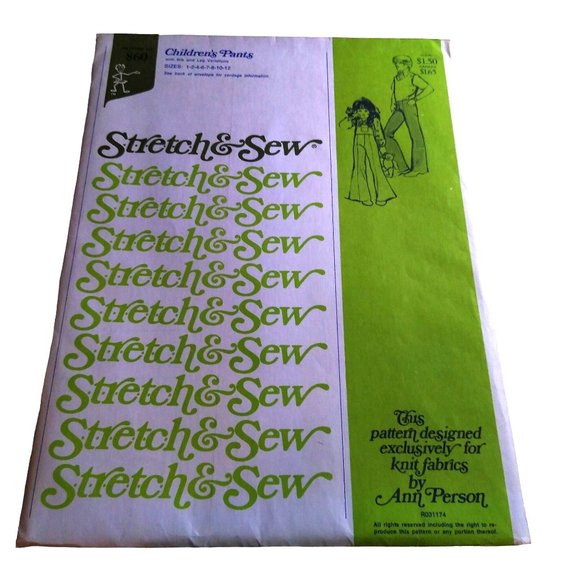 860
Children's Pants
with Bib and Leg Variations
SIZES: 1-2-4-6-7-8-10-12
See back of envelope for yardage information.
$1.50
$1.65
Stretch & Sew®
Stretch & Sew
Stretch & Sew
Stretch & Sew
Stretch & Sew
Stretch & Sew
Stretch & Sew
Stretch & Sew
Stretch & Sew
Stretch & Sew
This
pattern designed
exclusively for
knit fabrics
by
Ann Person
R031174
All rights reserved including the right to re-
produce this pattern or any portion thereof.